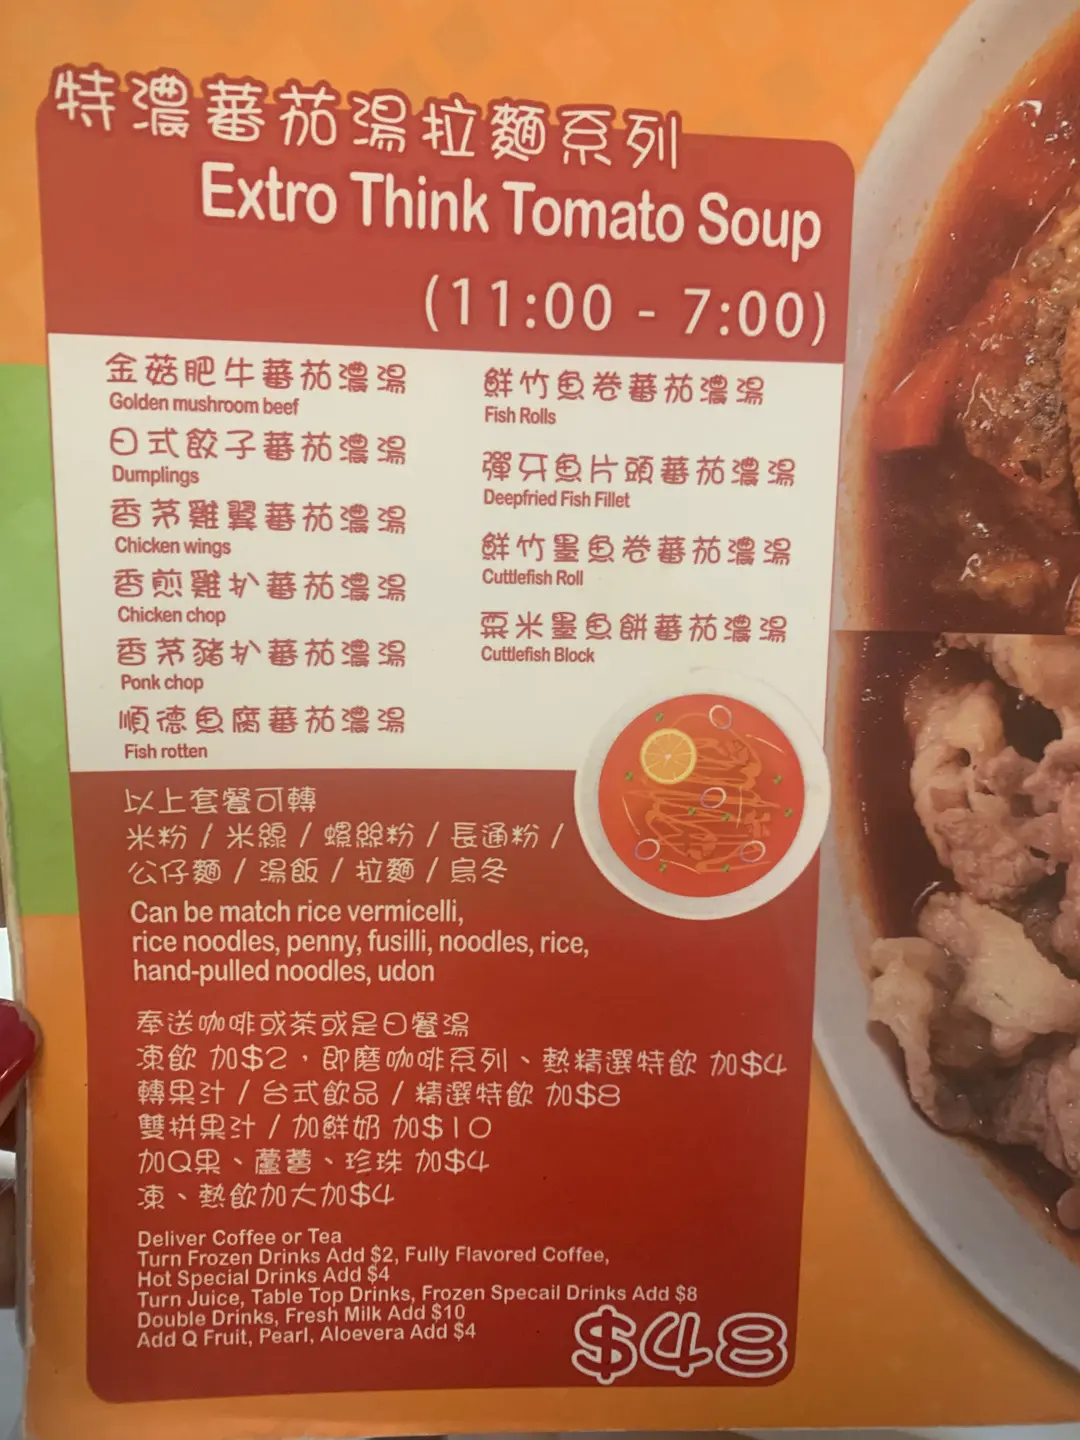 特濃蕃茄湯拉麵系列
Extro Think Tomato Soup
(11:00 - 7:00)
金菇肥牛蕃茄濃湯
Golden mushroom beef
日式餃子蕃茄濃湯
Dumplings
香茅雞翼蕃茄濃湯
Chicken wings
香煎雞扒蕃茄濃湯
Chicken chop
香茅豬扒蕃茄濃湯
Ponk chop
順德魚腐蕃茄濃湯
Fish rotten
鮮竹魚卷蕃茄濃湯
Fish Rolls
彈牙魚片頭蕃茄濃湯
Deepfried Fish Fillet
鮮竹墨魚卷蕃茄濃湯
Cuttlefish Roll
粟米墨魚餅蕃茄濃湯
Cuttlefish Block
以上套餐可轉
米粉 / 米線 / 螺絲粉 / 長通粉 /
公仔麵 / 湯飯 / 拉麵 / 烏冬
Can be match rice vermicelli,
rice noodles, penny, fusilli, noodles, rice,
hand-pulled noodles, udon
奉送咖啡或茶或是日餐湯
凍飲 加$2，即磨咖啡系列、熱精選特飲 加$4
轉果汁 / 台式飲品 / 精選特飲 加$8
雙拼果汁 / 加鮮奶 加$10
加Q果、蘆薈、珍珠 加$4
凍、熱飲加大加$4
Deliver Coffee or Tea
Turn Frozen Drinks Add $2, Fully Flavored Coffee,
Hot Special Drinks Add $4
Turn Juice, Table Top Drinks, Frozen Specail Drinks Add $8
Double Drinks, Fresh Milk Add $10
Add Q Fruit, Pearl, Aloevera Add $4
$48